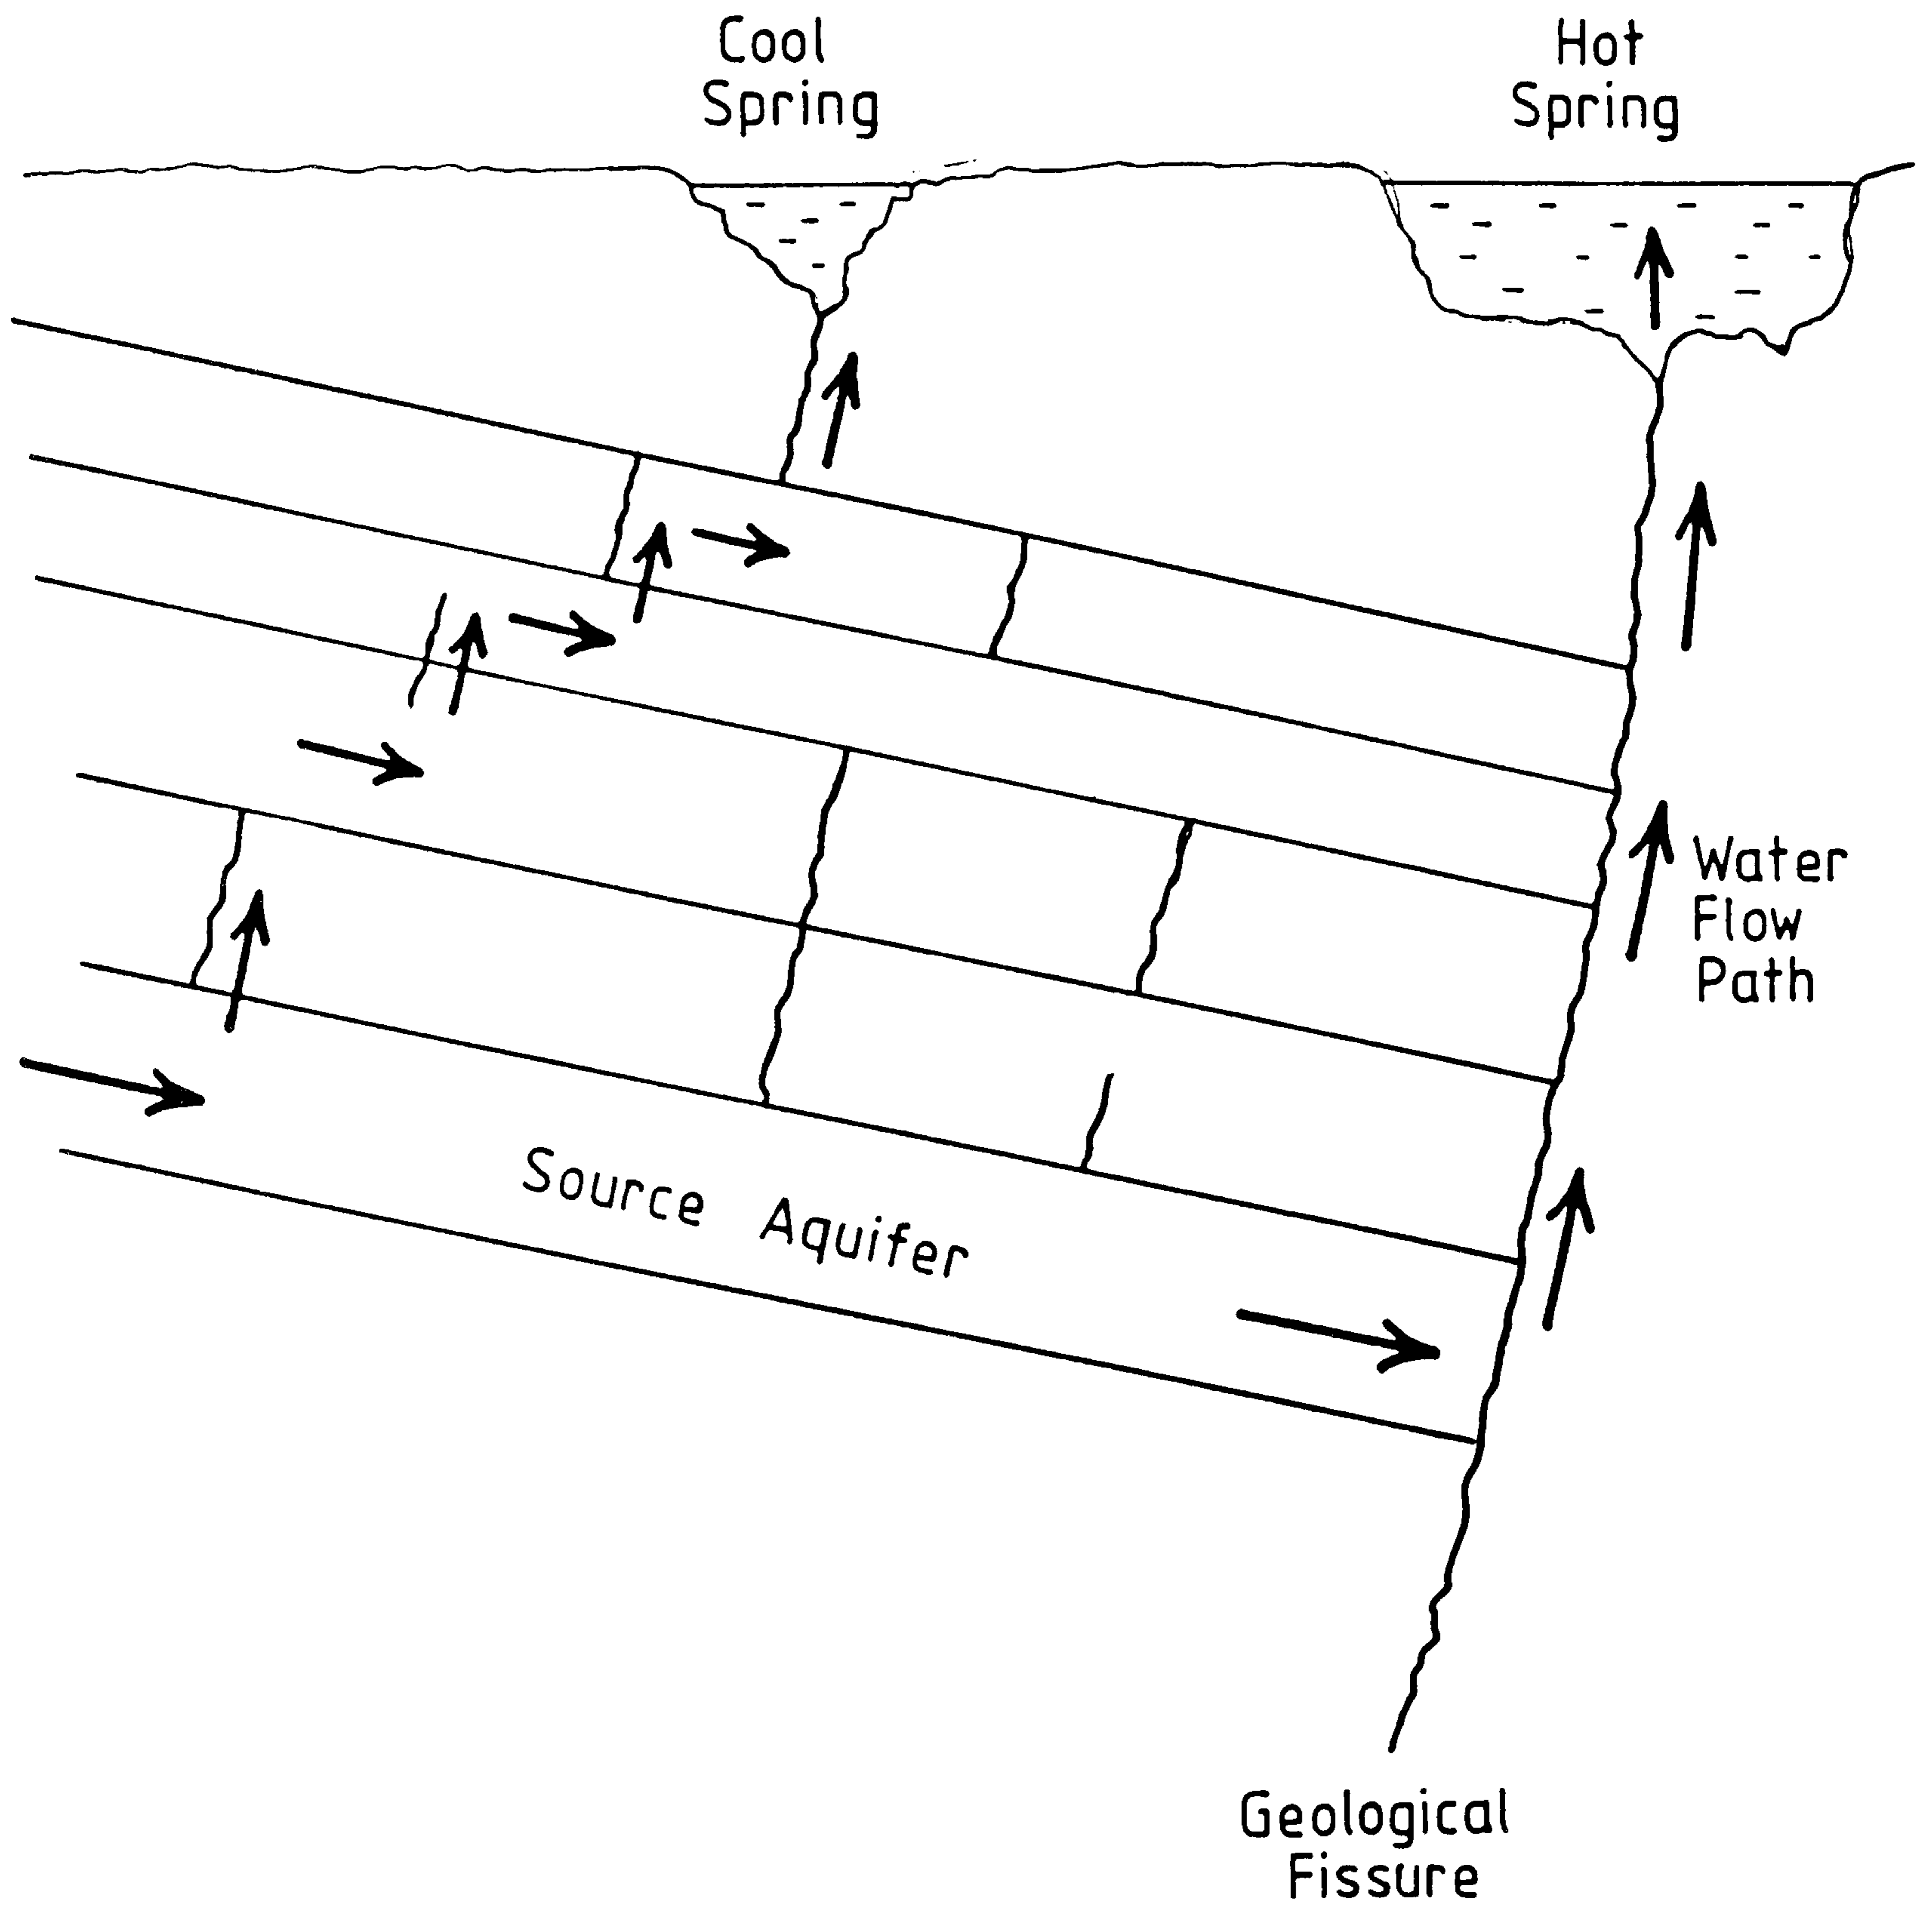 Cool
Spring
Hot
Spring
Water
Flow
Path
Source Aquifer
Geological
Fissure